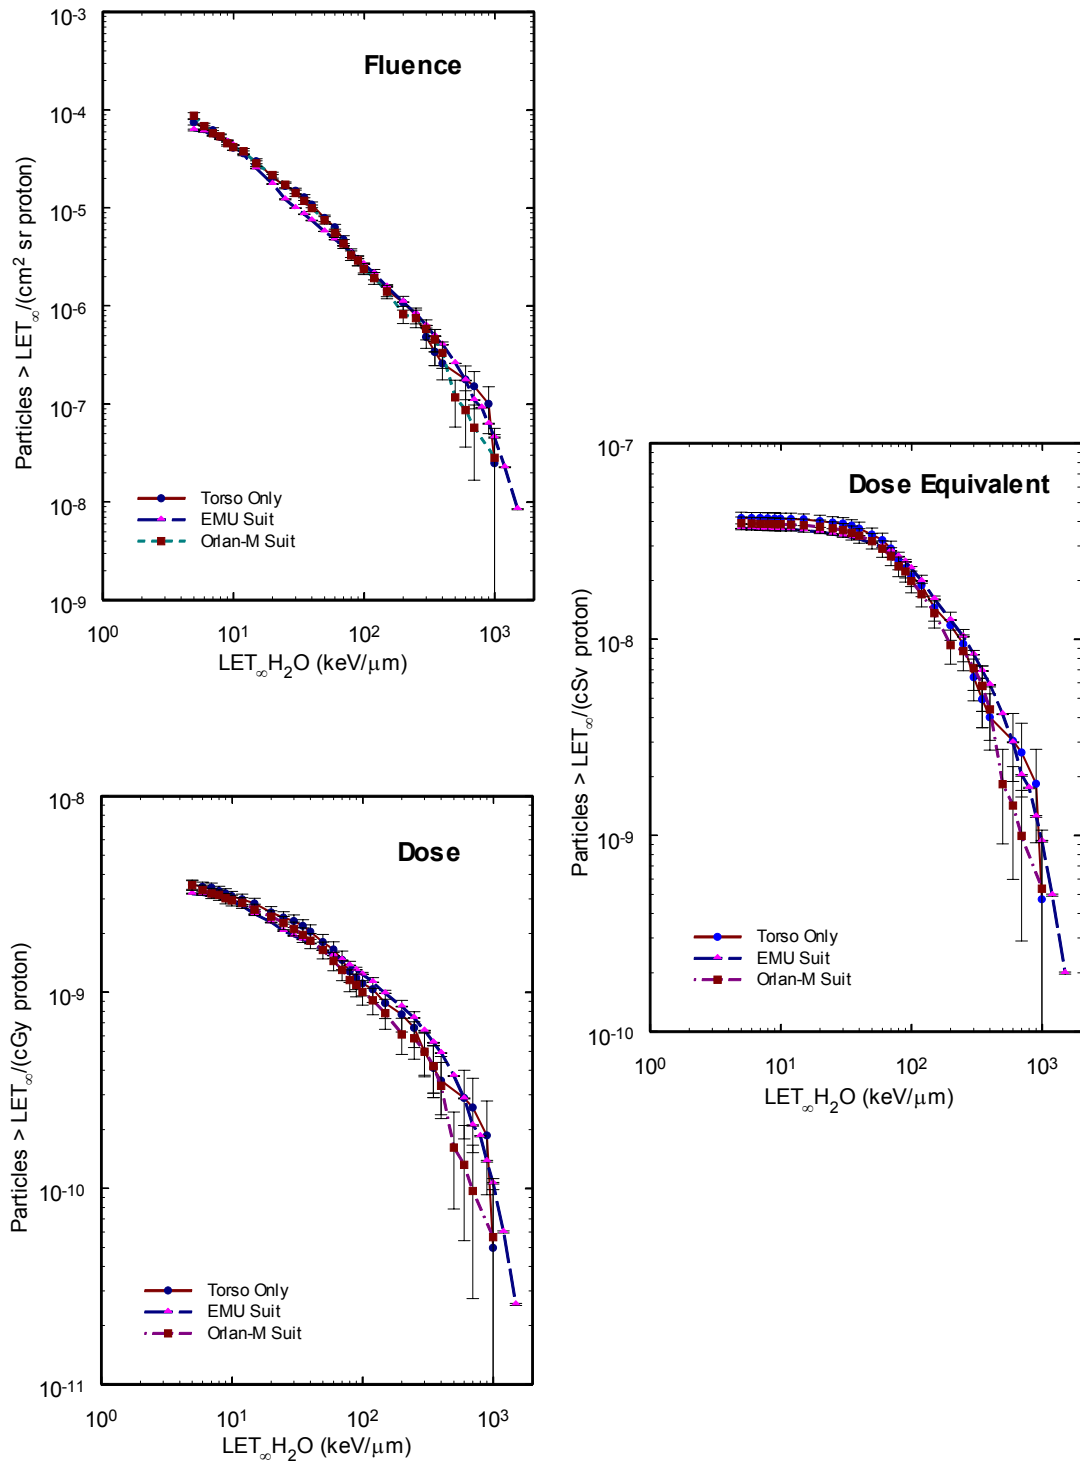 Fluence
10⁻³
10⁻⁴
10⁻⁵
10⁻⁶
10⁻⁷
10⁻⁸
10⁻⁹
Particles > LET∞/(cm² sr proton)
Torso Only
EMU Suit
Orlan-M Suit
10⁰ 10¹ 10² 10³
LET∞H₂O (keV/μm)
Dose Equivalent
10⁻⁷
10⁻⁸
10⁻⁹
10⁻¹⁰
Particles > LET∞/(cSv proton)
Torso Only
EMU Suit
Orlan-M Suit
10⁰ 10¹ 10² 10³
LET∞H₂O (keV/μm)
Dose
10⁻⁸
10⁻⁹
10⁻¹⁰
10⁻¹¹
Particles > LET∞/(cGy proton)
Torso Only
EMU Suit
Orlan-M Suit
10⁰ 10¹ 10² 10³
LET∞H₂O (keV/μm)